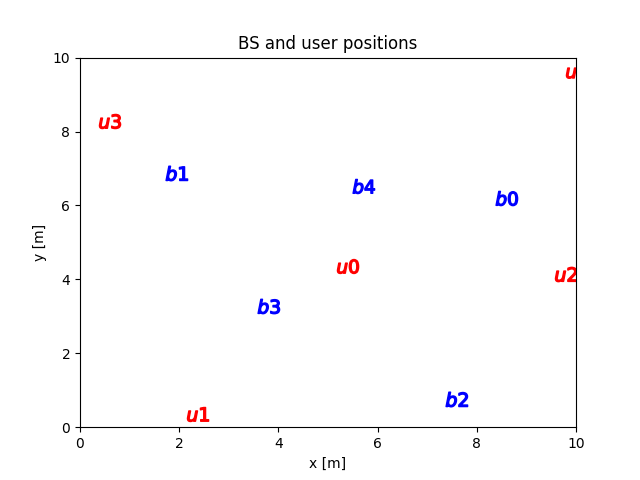 BS and user positions
10
8
6
4
2
0
y [m]
u
u3
b1
b4
b0
u0
u2
b3
b2
u1
0 2 4 6 8 10
x [m]